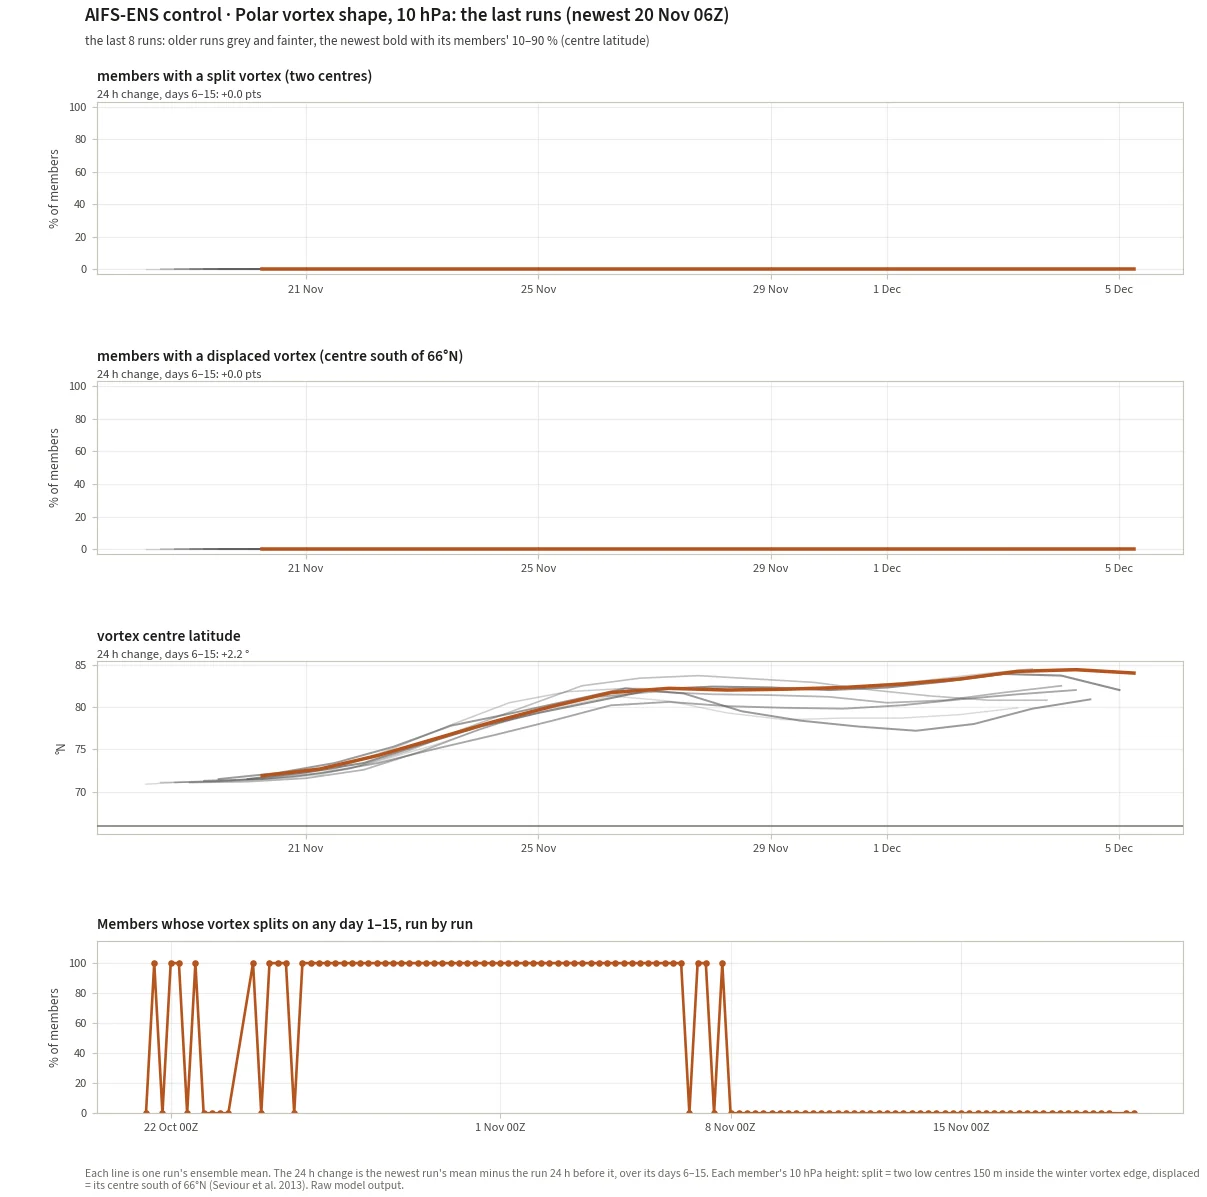 AIFS-ENS control · Polar vortex shape, 10 hPa: the last runs (newest 20 Nov 06Z)
the last 8 runs: older runs grey and fainter, the newest bold with its members' 10–90 % (centre latitude)
members with a split vortex (two centres)
24 h change, days 6–15: +0.0 pts
100
80
60
40
20
0
% of members
21 Nov
25 Nov
29 Nov
1 Dec
5 Dec
members with a displaced vortex (centre south of 66°N)
24 h change, days 6–15: +0.0 pts
100
80
60
40
20
0
% of members
21 Nov
25 Nov
29 Nov
1 Dec
5 Dec
vortex centre latitude
24 h change, days 6–15: +2.2 °
85
80
75
70
°N
21 Nov
25 Nov
29 Nov
1 Dec
5 Dec
Members whose vortex splits on any day 1–15, run by run
100
80
60
40
20
0
% of members
22 Oct 00Z
1 Nov 00Z
8 Nov 00Z
15 Nov 00Z
Each line is one run's ensemble mean. The 24 h change is the newest run's mean minus the run 24 h before it, over its days 6–15. Each member's 10 hPa height: split = two low centres 150 m inside the winter vortex edge, displaced
= its centre south of 66°N (Seviour et al. 2013). Raw model output.